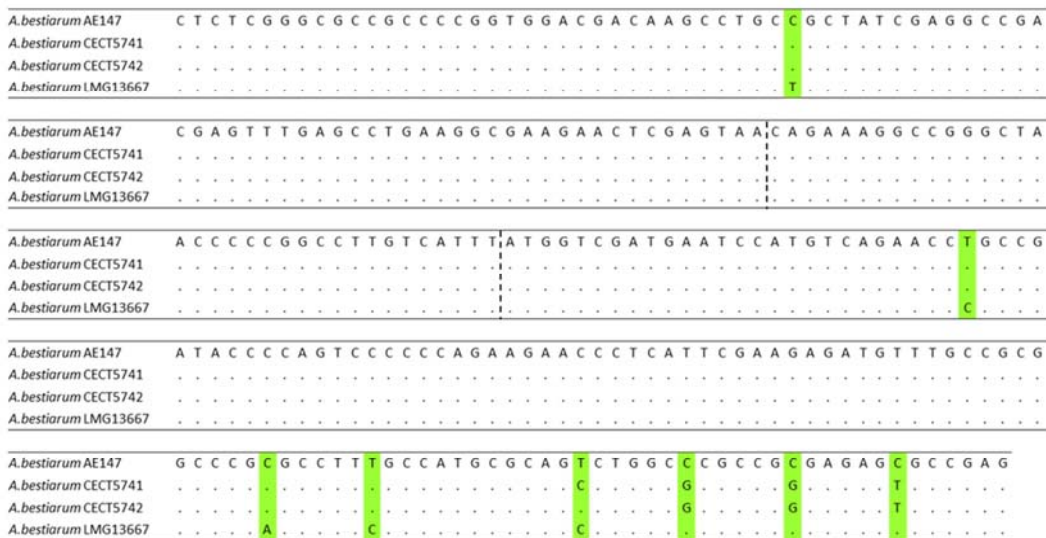 A.bestiarum AE147 C T C T C G G G C G C C G C C C C G G T G G A C G A C A A G C C T G C C G C T A T C G A G G C C G A
A.bestiarum CECT5741 . . . . . . . . . . . . . . . . . . . . . . . . . . . . . . . . . . . . . . . . . . . . . . . . . .
A.bestiarum CECT5742 . . . . . . . . . . . . . . . . . . . . . . . . . . . . . . . . . . . . . . . . . . . . . . . . . .
A.bestiarum LMG13667 . . . . . . . . . . . . . . . . . . . . . . . . . . . . . . . . . . . T . . . . . . . . . . . . . .
A.bestiarum AE147 C G A G T T T G A G C C T G A A G G C G A A G A A C T C G A G T A A C A G A A A G G C C G G G C T A
A.bestiarum CECT5741 . . . . . . . . . . . . . . . . . . . . . . . . . . . . . . . . . . . . . . . . . . . . . . . . . .
A.bestiarum CECT5742 . . . . . . . . . . . . . . . . . . . . . . . . . . . . . . . . . . . . . . . . . . . . . . . . . .
A.bestiarum LMG13667 . . . . . . . . . . . . . . . . . . . . . . . . . . . . . . . . . . . . . . . . . . . . . . . . . .
A.bestiarum AE147 A C C C C C G G C C T T G T C A T T T A T G G T C G A T G A A T C C A T G T C A G A A C C T G C C G
A.bestiarum CECT5741 . . . . . . . . . . . . . . . . . . . . . . . . . . . . . . . . . . . . . . . . . . . . . . . . . .
A.bestiarum CECT5742 . . . . . . . . . . . . . . . . . . . . . . . . . . . . . . . . . . . . . . . . . . . . . . . . . .
A.bestiarum LMG13667 . . . . . . . . . . . . . . . . . . . . . . . . . . . . . . . . . . . . . . . . . . . . . C . . . .
A.bestiarum AE147 A T A C C C C A G T C C C C C C A G A A G A A C C C T C A T T C G A A G A G A T G T T T G C C G C G
A.bestiarum CECT5741 . . . . . . . . . . . . . . . . . . . . . . . . . . . . . . . . . . . . . . . . . . . . . . . . . .
A.bestiarum CECT5742 . . . . . . . . . . . . . . . . . . . . . . . . . . . . . . . . . . . . . . . . . . . . . . . . . .
A.bestiarum LMG13667 . . . . . . . . . . . . . . . . . . . . . . . . . . . . . . . . . . . . . . . . . . . . . . . . . .
A.bestiarum AE147 G C C C G C G C C T T T G C C A T G C G C A G T C T G G C C C G C C G C G A G A G C G C C G A G
A.bestiarum CECT5741 . . . . . . . . . . . . . . . . . . . . . . . C . . . . . G . . . . . G . . . . . T . . . . . .
A.bestiarum CECT5742 . . . . . . . . . . . . . . . . . . . . . . . . . . . . . G . . . . . G . . . . . T . . . . . .
A.bestiarum LMG13667 . . . . . A . . . . . C . . . . . . . . . . . C . . . . . . . . . . . . . . . . . . . . . . . .